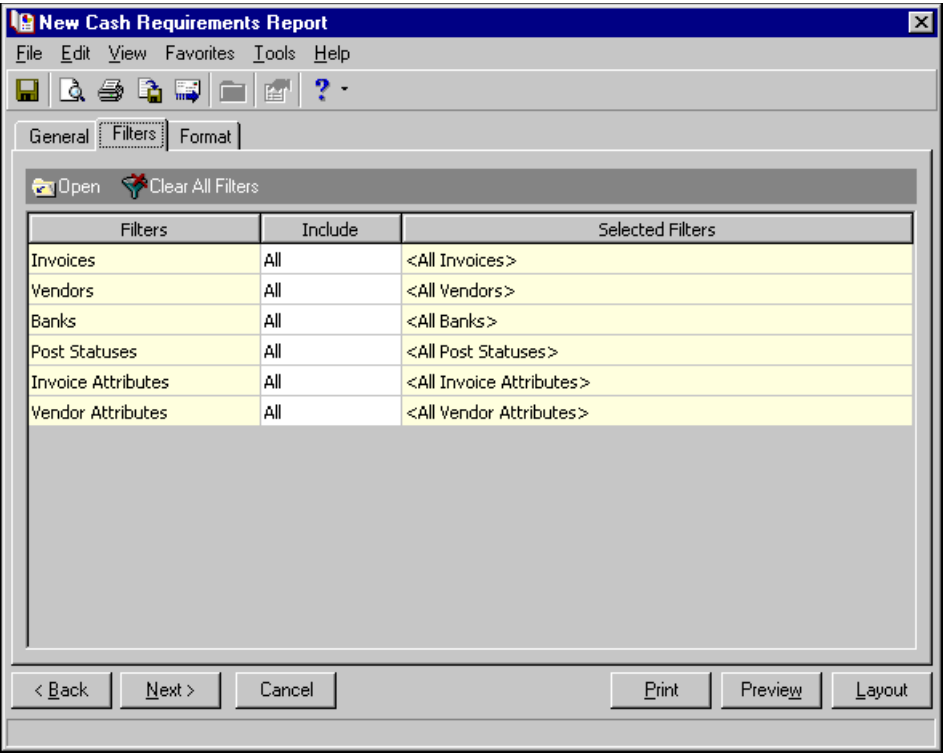 New Cash Requirements Report
File Edit View Favorites Tools Help
?
General Filters Format
Open Clear All Filters
Filters Include Selected Filters
Invoices All <All Invoices>
Vendors All <All Vendors>
Banks All <All Banks>
Post Statuses All <All Post Statuses>
Invoice Attributes All <All Invoice Attributes>
Vendor Attributes All <All Vendor Attributes>
< Back Next > Cancel Print Preview Layout